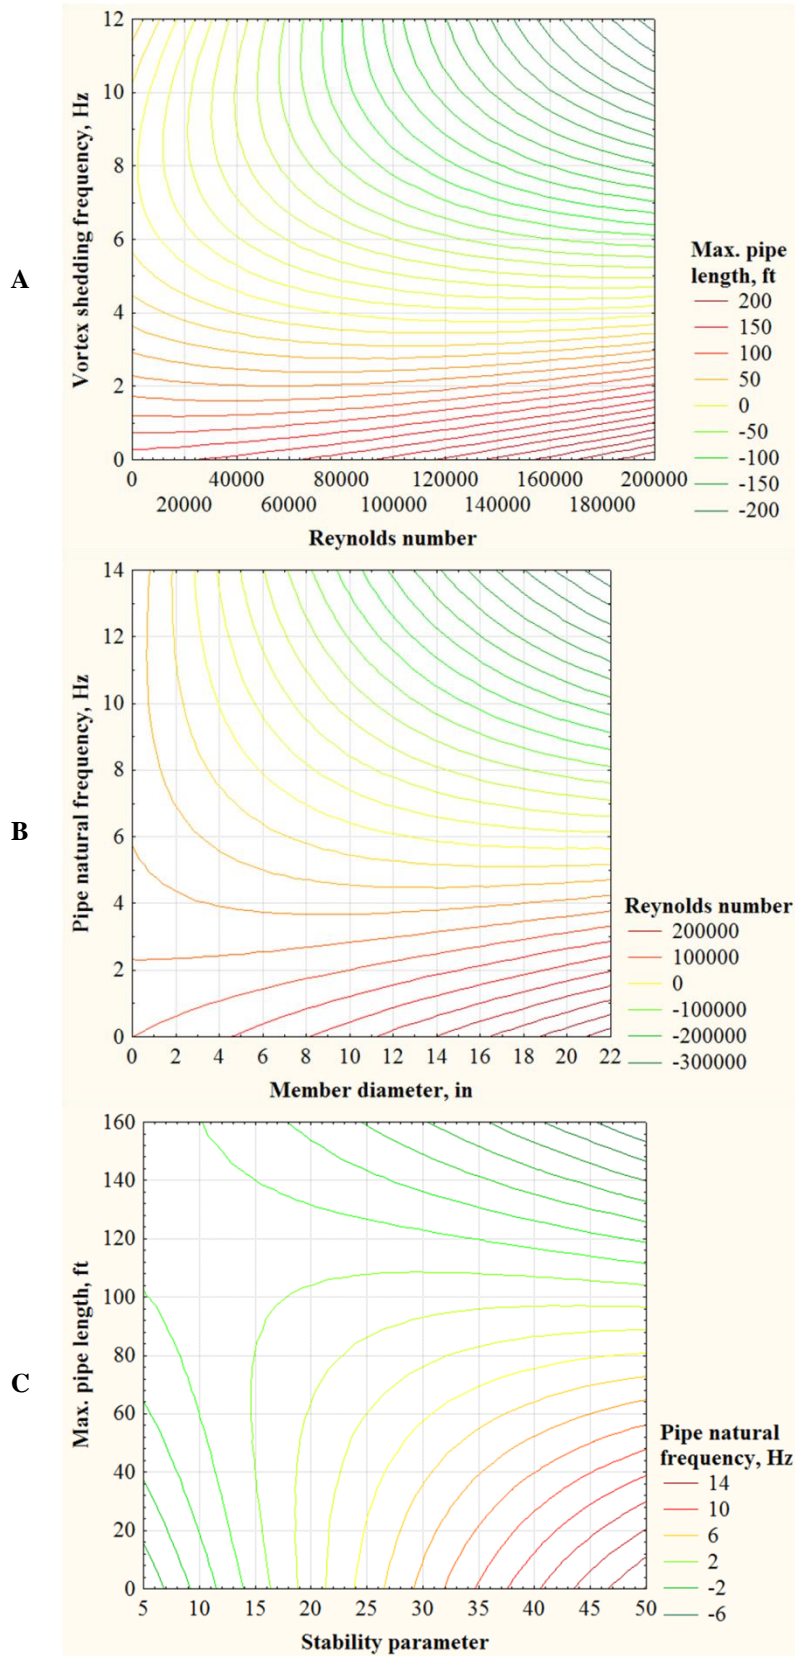 A
12
10
8
6
4
2
0
Vortex shedding frequency, Hz
0 40000 80000 120000 160000 200000
20000 60000 100000 140000 180000
Reynolds number
Max. pipe
length, ft
200
150
100
50
0
-50
-100
-150
-200
B
14
12
10
8
6
4
2
0
Pipe natural frequency, Hz
0 2 4 6 8 10 12 14 16 18 20 22
Member diameter, in
Reynolds number
200000
100000
0
-100000
-200000
-300000
C
160
140
120
100
80
60
40
20
0
Max. pipe length, ft
5 10 15 20 25 30 35 40 45 50
Stability parameter
Pipe natural
frequency, Hz
14
10
6
2
-2
-6